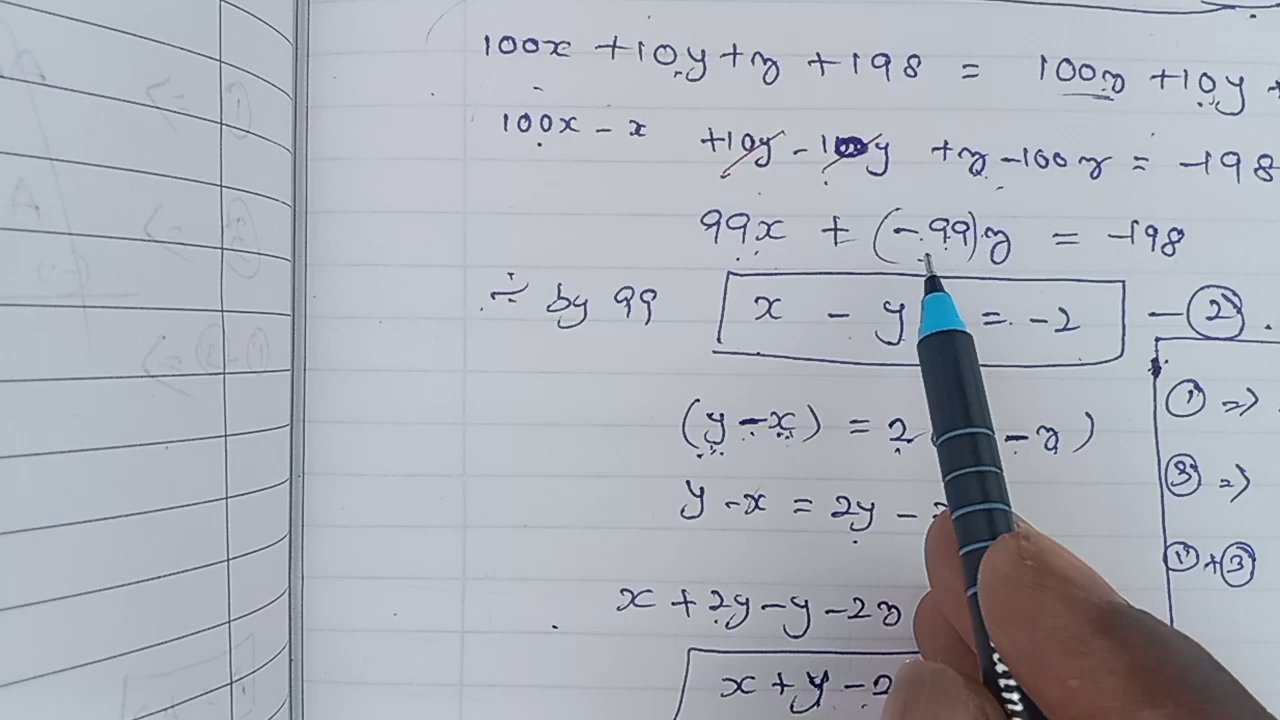 100x + 10y + z + 198 = 100z + 10y +
100x - x + 10y - 100y + z - 100z = -198
99x + (-99)z = -198
÷ by 99 x - y = -2 - ②.
(y - x) = 2 - z)
① =>
y - x = 2y -
③ =>
① + ③
x + 2y - y - 2z
x + y - 2